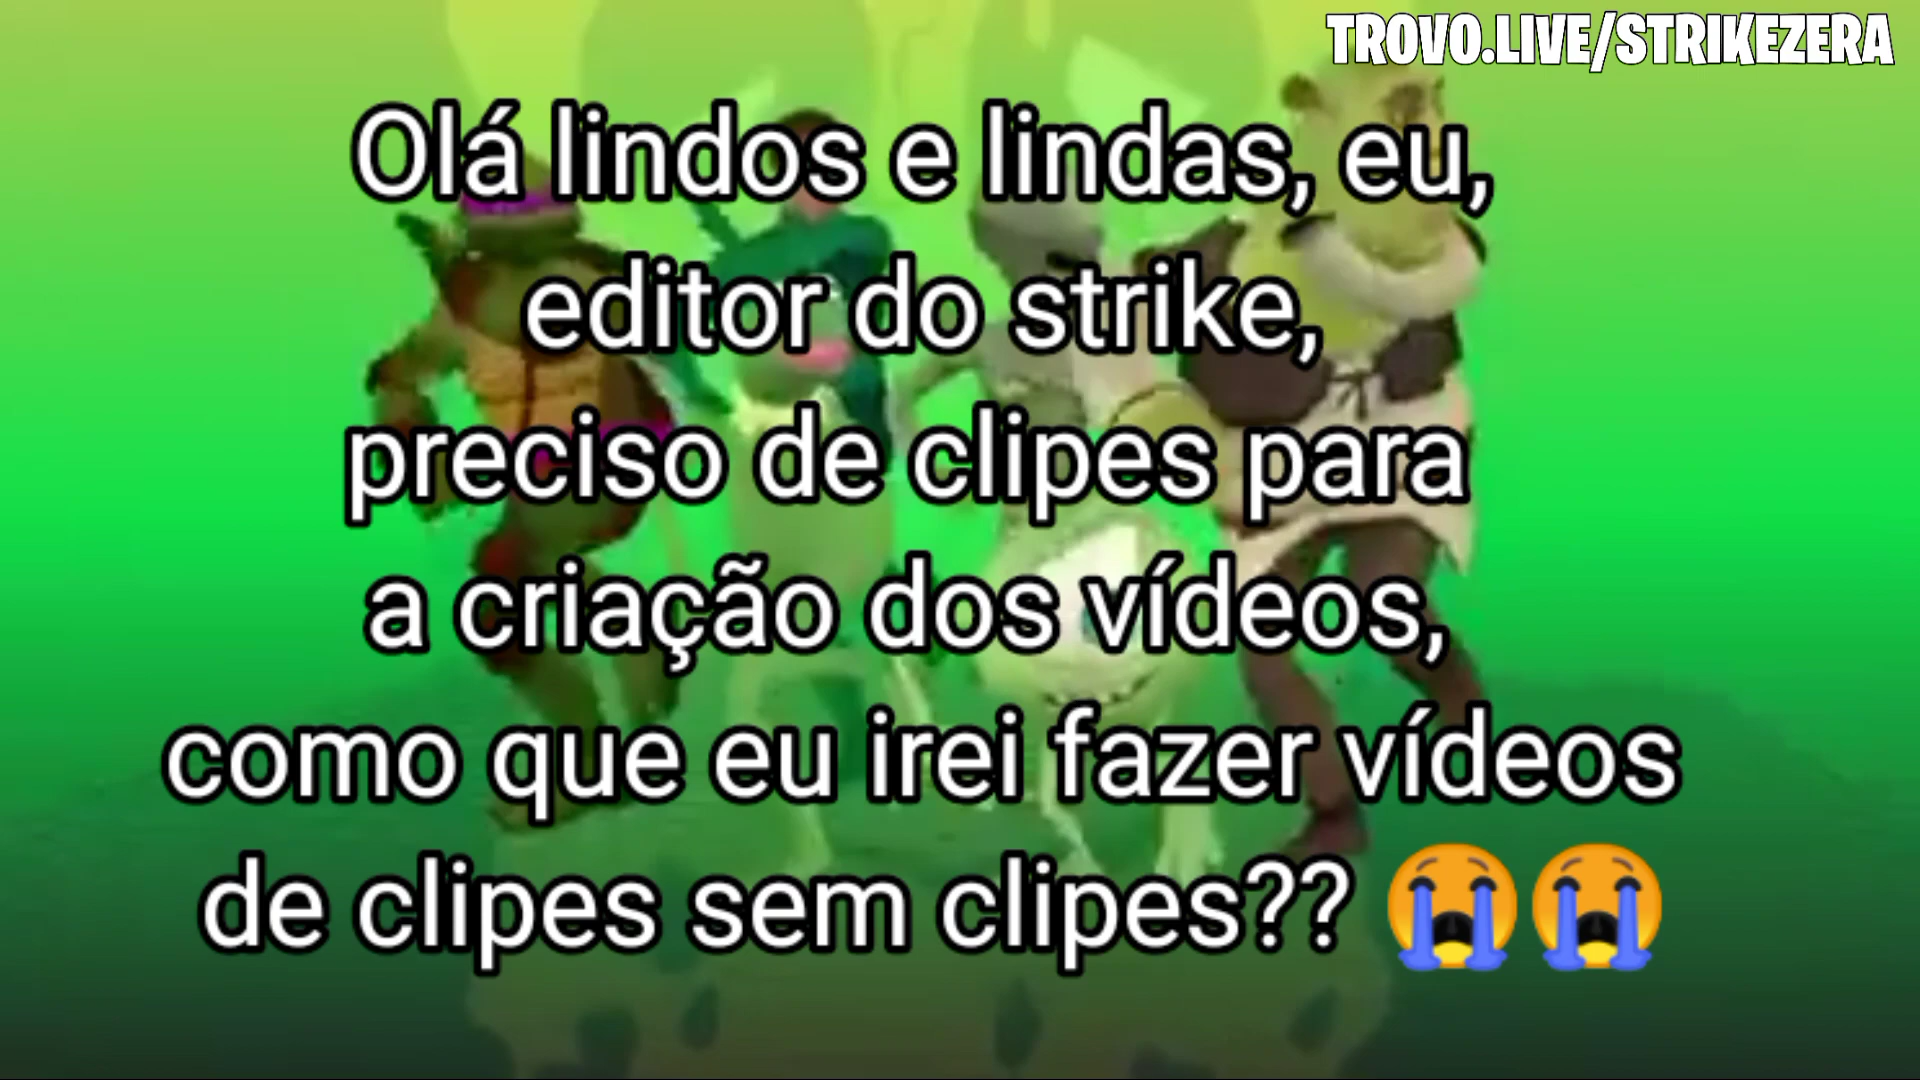 TROVO.LIVE/STRIKEZERA
Olá lindos e lindas, eu,
editor do strike,
preciso de clipes para
a criação dos vídeos,
como que eu irei fazer vídeos
de clipes sem clipes?? 😭😭